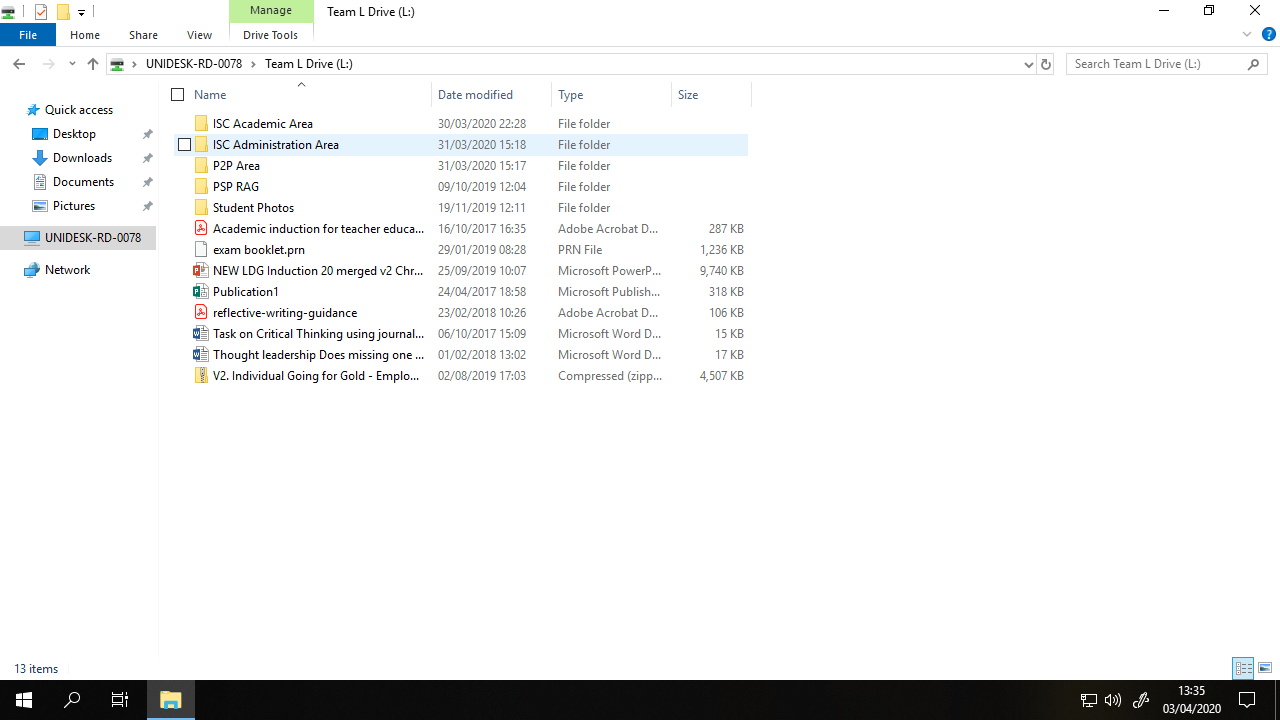 Manage Team L Drive (L:)
File Home Share View Drive Tools
UNIDESK-RD-0078 Team L Drive (L:) Search Team L Drive (L:)
Name Date modified Type Size
Quick access
Desktop
Downloads
Documents
Pictures
UNIDESK-RD-0078
Network
ISC Academic Area 30/03/2020 22:28 File folder
ISC Administration Area 31/03/2020 15:18 File folder
P2P Area 31/03/2020 15:17 File folder
PSP RAG 09/10/2019 12:04 File folder
Student Photos 19/11/2019 12:11 File folder
Academic induction for teacher educa... 16/10/2017 16:35 Adobe Acrobat D... 287 KB
exam booklet.prn 29/01/2019 08:28 PRN File 1,236 KB
NEW LDG Induction 20 merged v2 Chr... 25/09/2019 10:07 Microsoft PowerP... 9,740 KB
Publication1 24/04/2017 18:58 Microsoft Publish... 318 KB
reflective-writing-guidance 23/02/2018 10:26 Adobe Acrobat D... 106 KB
Task on Critical Thinking using journal... 06/10/2017 15:09 Microsoft Word D... 15 KB
Thought leadership Does missing one ... 01/02/2018 13:02 Microsoft Word D... 17 KB
V2. Individual Going for Gold - Emplo... 02/08/2019 17:03 Compressed (zipp... 4,507 KB
13 items
13:35
03/04/2020